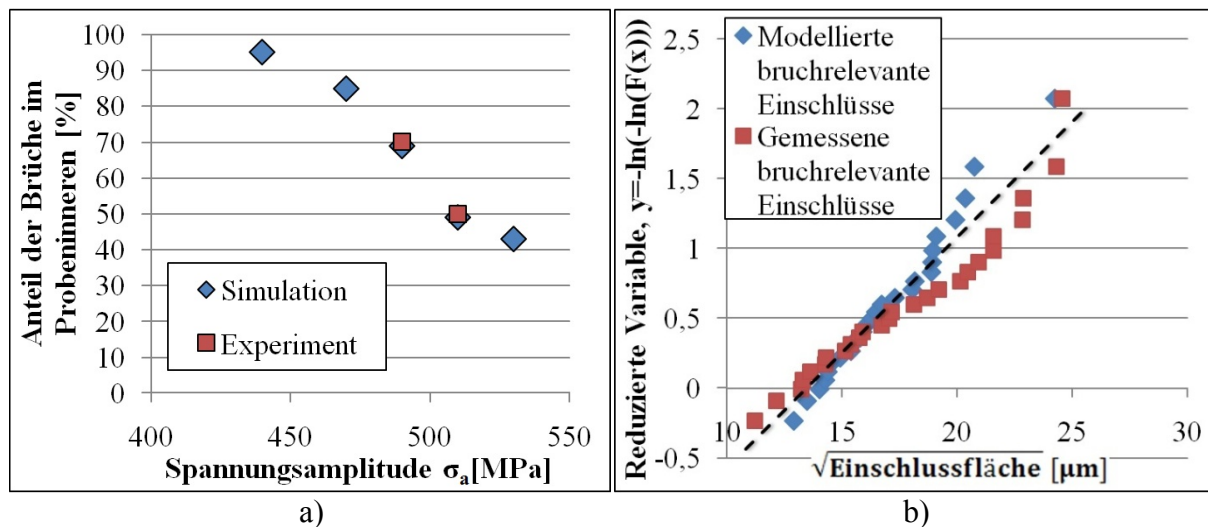 Anteil der Brüche im
Probeninneren [%]
100
90
80
70
60
50
40
30
20
10
0
400
450
500
550
Spannungsamplitude σa[MPa]
Simulation
Experiment
a)
Reduzierte Variable, y=-ln(-ln(F(x)))
2,5
2
1,5
1
0,5
0
-0,5
10
15
20
25
30
√Einschlussfläche [µm]
Modellierte
bruchrelevante
Einschlüsse
Gemessene
bruchrelevante
Einschlüsse
b)